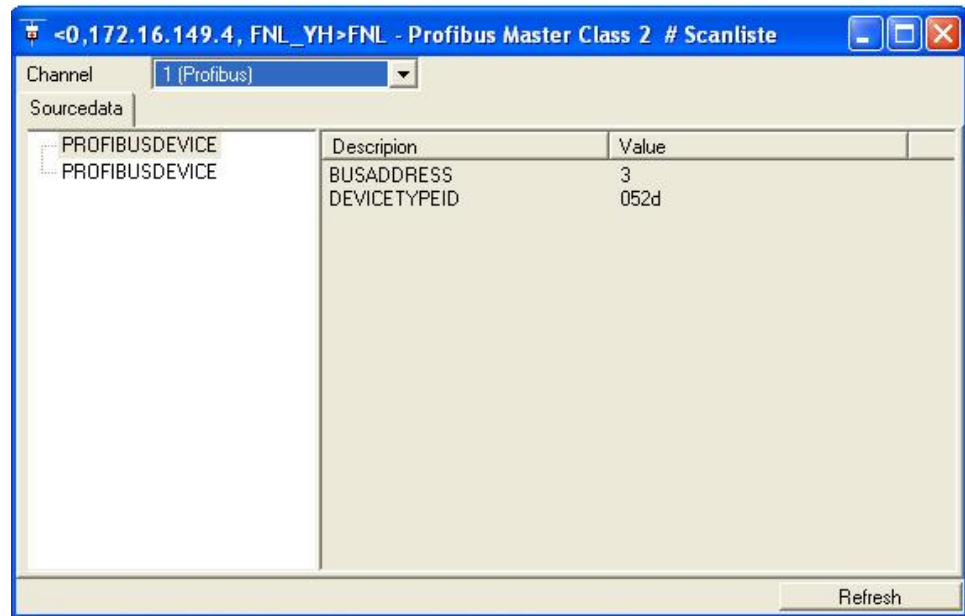 <0,172.16.149.4, FNL_YH>FNL - Profibus Master Class 2 # Scanliste
Channel 1 (Profibus)
Sourcedata
PROFIBUSDEVICE
PROFIBUSDEVICE
Descripion Value
BUSADDRESS 3
DEVICETYPEID 052d
Refresh